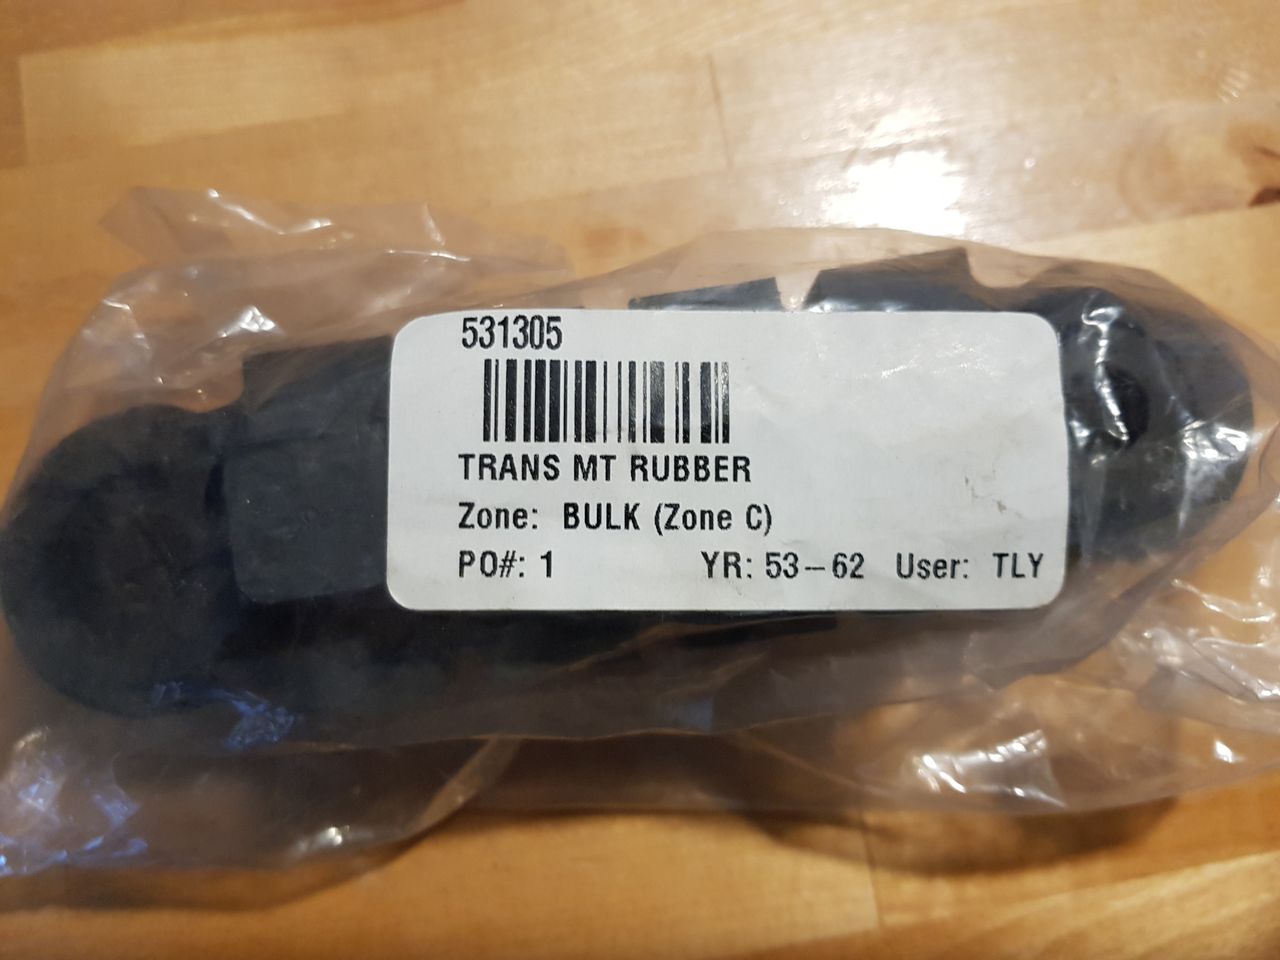 531305
TRANS MT RUBBER
Zone: BULK (Zone C)
PO#: 1 YR: 53-62 User: TLY